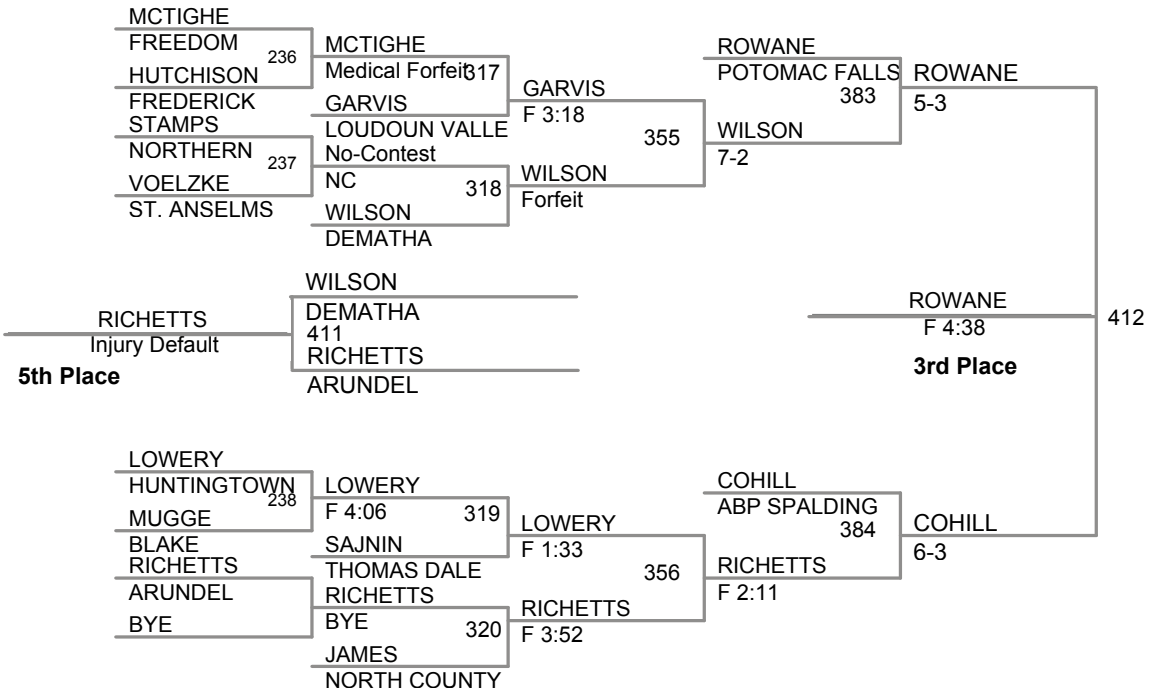 MCTIGHE
FREEDOM
236
HUTCHISON
FREDERICK
STAMPS
NORTHERN
237
VOELZKE
ST. ANSELMS
MCTIGHE
Medical Forfeit
317
GARVIS
LOUDOUN VALLE
No-Contest
NC
318
WILSON
DEMATHA
GARVIS
F 3:18
355
WILSON
Forfeit
ROWANE
POTOMAC FALLS
383
WILSON
7-2
ROWANE
5-3
WILSON
DEMATHA
411
RICHETTS
ARUNDEL
RICHETTS
Injury Default
5th Place
ROWANE
F 4:38
3rd Place
412
LOWERY
HUNTINGTOWN
238
MUGGE
BLAKE
RICHETTS
ARUNDEL
BYE
LOWERY
F 4:06
319
SAJNIN
THOMAS DALE
RICHETTS
BYE
320
JAMES
NORTH COUNTY
LOWERY
F 1:33
356
RICHETTS
F 3:52
COHILL
ABP SPALDING
384
RICHETTS
F 2:11
COHILL
6-3